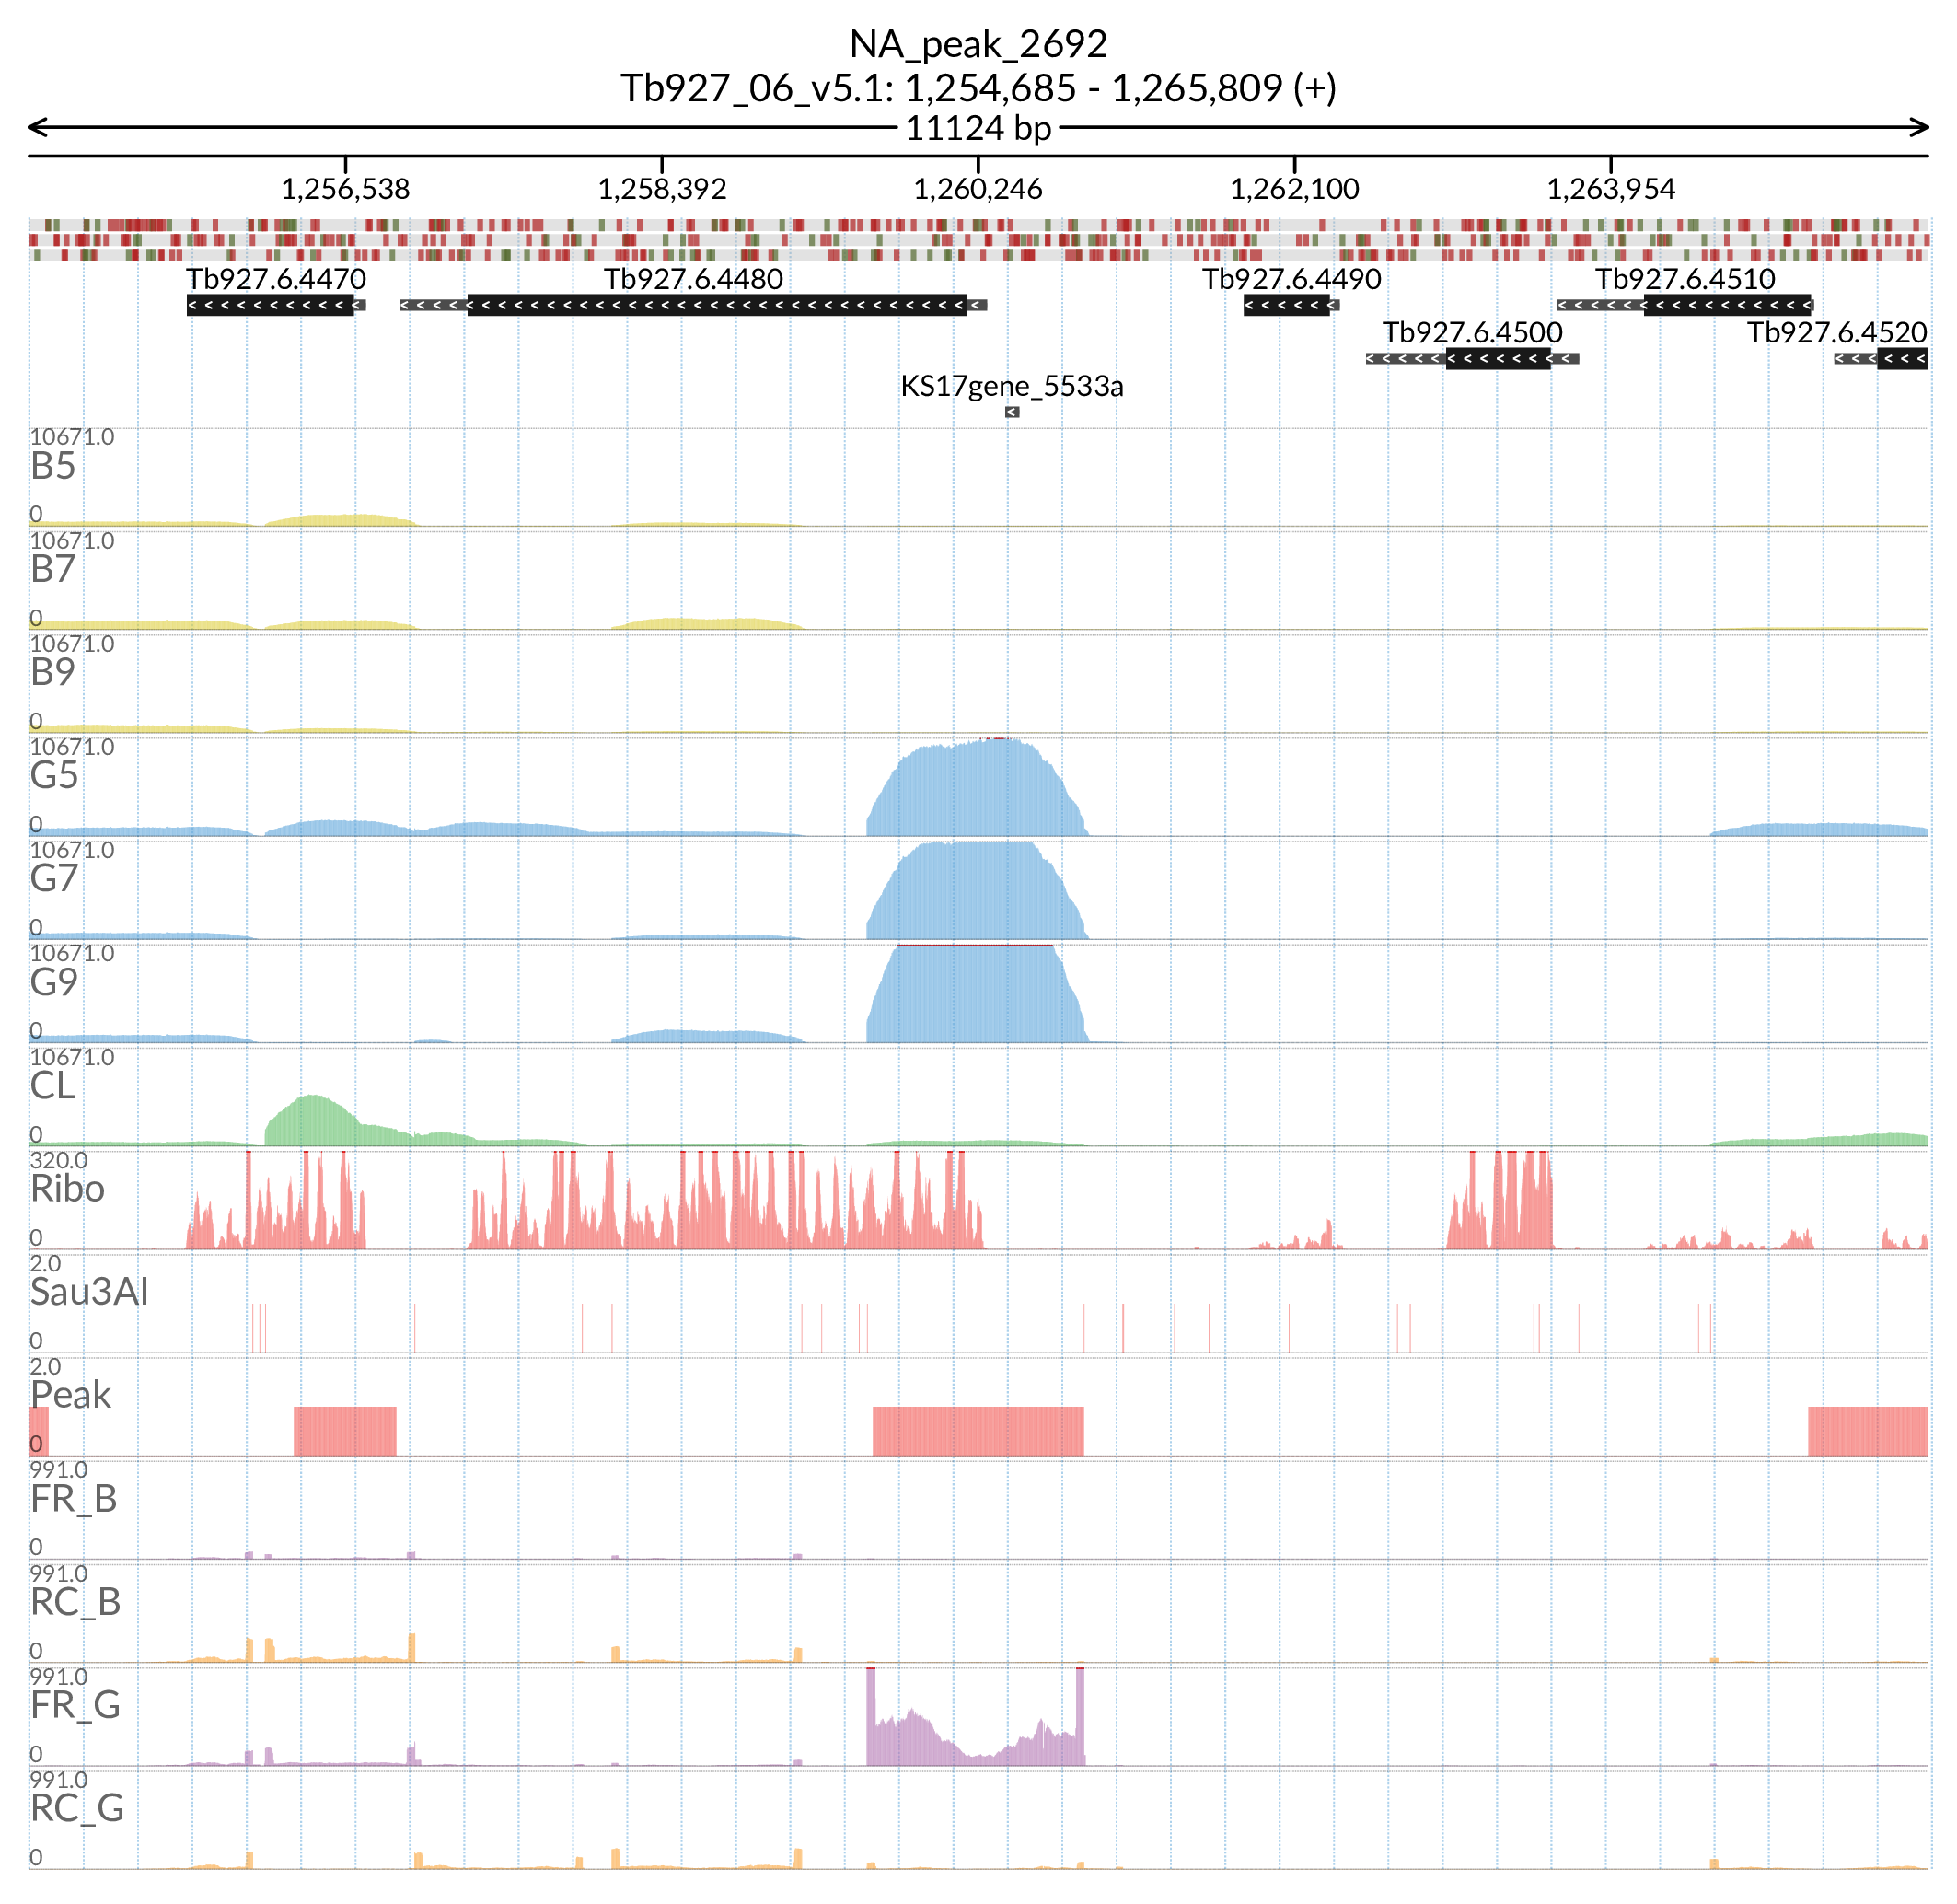 NA_peak_2692
Tb927_06_v5.1: 1,254,685 - 1,265,809 (+)
11124 bp
1,256,538 1,258,392 1,260,246 1,262,100 1,263,954
Tb927.6.4470 Tb927.6.4480 Tb927.6.4490 Tb927.6.4510
Tb927.6.4500 Tb927.6.4520
KS17gene_5533a
10671.0
B5
0
10671.0
B7
0
10671.0
B9
0
10671.0
G5
0
10671.0
G7
0
10671.0
G9
0
10671.0
CL
0
320.0
Ribo
0
2.0
Sau3AI
0
2.0
Peak
0
991.0
FR_B
0
991.0
RC_B
0
991.0
FR_G
0
991.0
RC_G
0